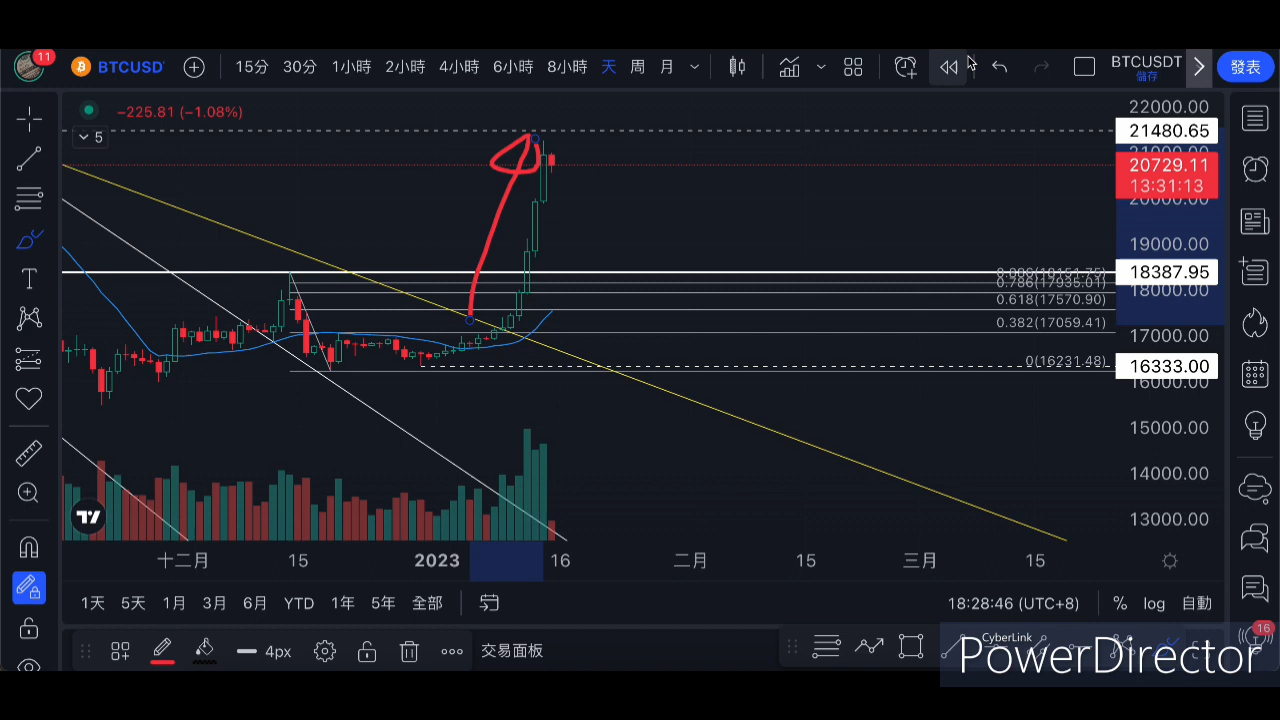 11
BTCUSD
15分 30分 1小時 2小時 4小時 6小時 8小時 天 周 月
BTCUSDT
儲存
發表
−225.81 (−1.08%)
5
22000.00
21480.65
20729.11
13:31:13
20000.00
19000.00
0.786(17935.01)
18387.95
18000.00
0.618(17570.90)
0.382(17059.41)
17000.00
0(16231.48)
16333.00
16000.00
15000.00
14000.00
13000.00
十二月 15 2023 16 二月 15 三月 15
1天 5天 1月 3月 6月 YTD 1年 5年 全部
18:28:46 (UTC+8) % log 自動
4px
交易面板
16
CyberLink
PowerDirector